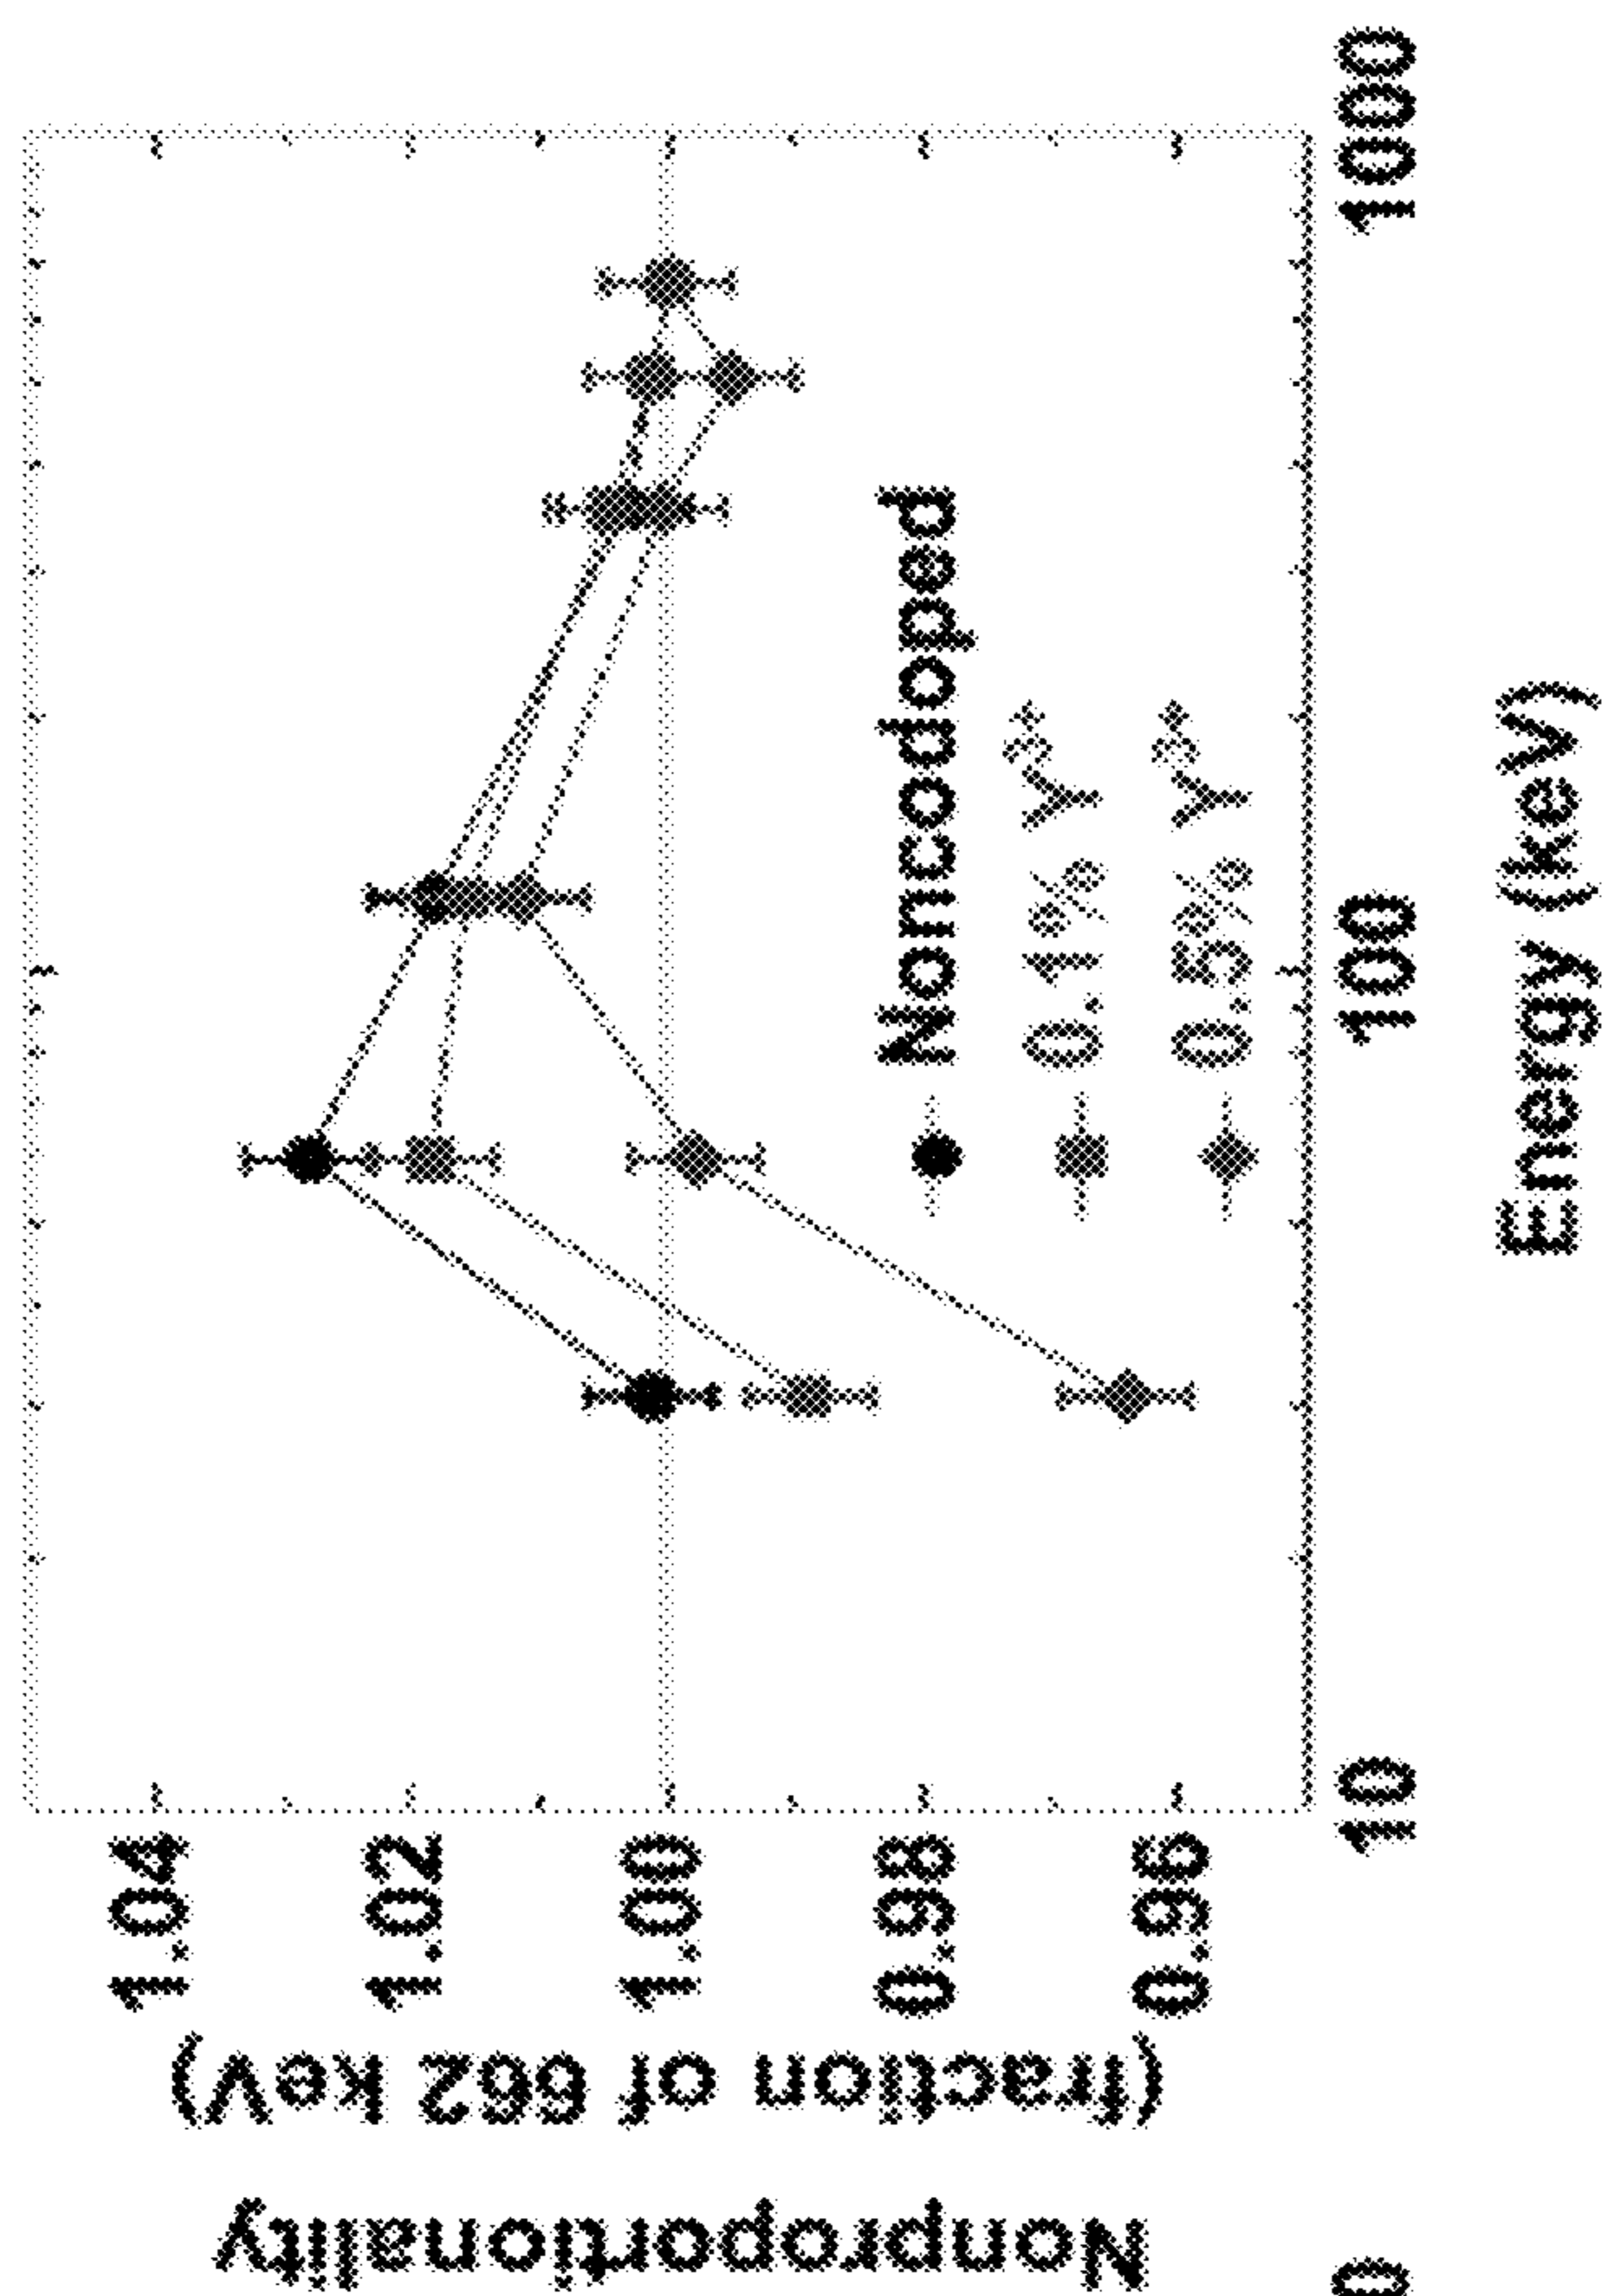 Nonproportionality
(fraction of 662 keV)
1.04
1.02
1.00
0.98
0.96
Noncodoped
0.1% Y³⁺
0.5% Y³⁺
10
100
1000
Energy (keV)